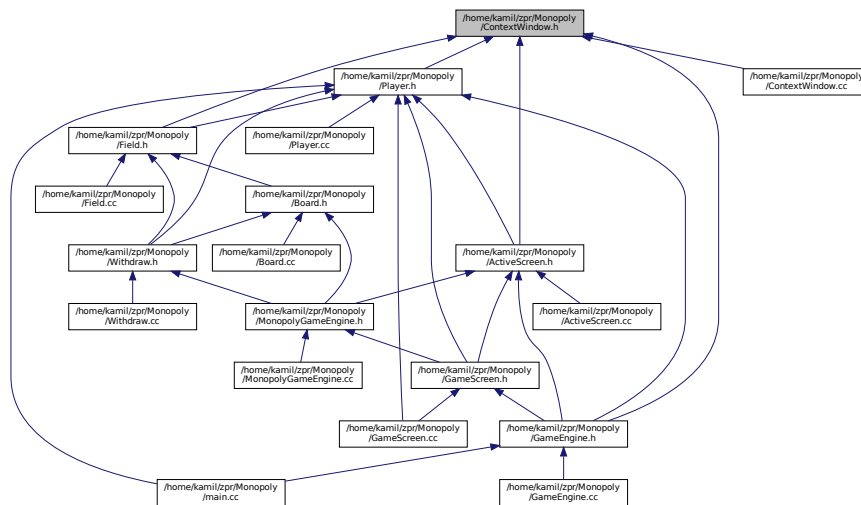 /home/kamil/zpr/Monopoly
/ContextWindow.h
/home/kamil/zpr/Monopoly
/Player.h
/home/kamil/zpr/Monopoly
/ContextWindow.cc
/home/kamil/zpr/Monopoly
/Field.h
/home/kamil/zpr/Monopoly
/Player.cc
/home/kamil/zpr/Monopoly
/Field.cc
/home/kamil/zpr/Monopoly
/Board.h
/home/kamil/zpr/Monopoly
/Withdraw.h
/home/kamil/zpr/Monopoly
/Board.cc
/home/kamil/zpr/Monopoly
/ActiveScreen.h
/home/kamil/zpr/Monopoly
/Withdraw.cc
/home/kamil/zpr/Monopoly
/MonopolyGameEngine.h
/home/kamil/zpr/Monopoly
/ActiveScreen.cc
/home/kamil/zpr/Monopoly
/MonopolyGameEngine.cc
/home/kamil/zpr/Monopoly
/GameScreen.h
/home/kamil/zpr/Monopoly
/GameScreen.cc
/home/kamil/zpr/Monopoly
/GameEngine.h
/home/kamil/zpr/Monopoly
/main.cc
/home/kamil/zpr/Monopoly
/GameEngine.cc